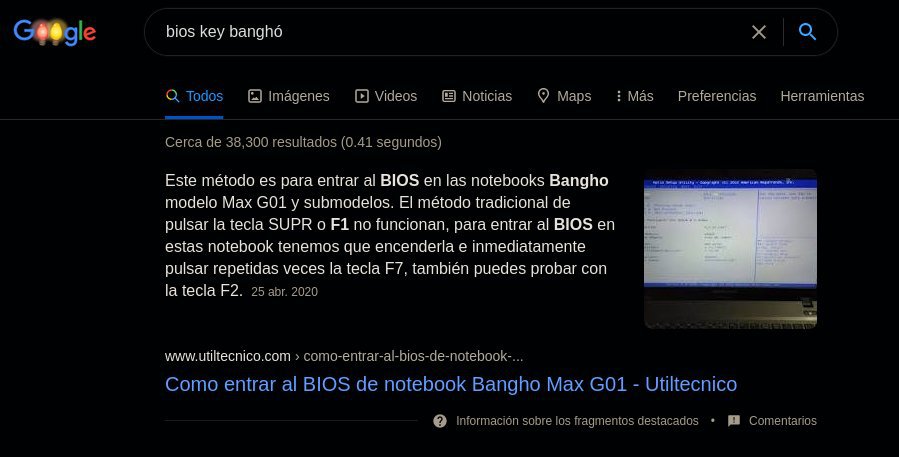 Google
bios key banghó
Todos Imágenes Videos Noticias Maps Más Preferencias Herramientas
Cerca de 38,300 resultados (0.41 segundos)
Este método es para entrar al BIOS en las notebooks Bangho
modelo Max G01 y submodelos. El método tradicional de
pulsar la tecla SUPR o F1 no funcionan, para entrar al BIOS en
estas notebook tenemos que encenderla e inmediatamente
pulsar repetidas veces la tecla F7, también puedes probar con
la tecla F2. 25 abr. 2020
www.utiltecnico.com › como-entrar-al-bios-de-notebook-...
Como entrar al BIOS de notebook Bangho Max G01 - Utiltecnico
Información sobre los fragmentos destacados • Comentarios